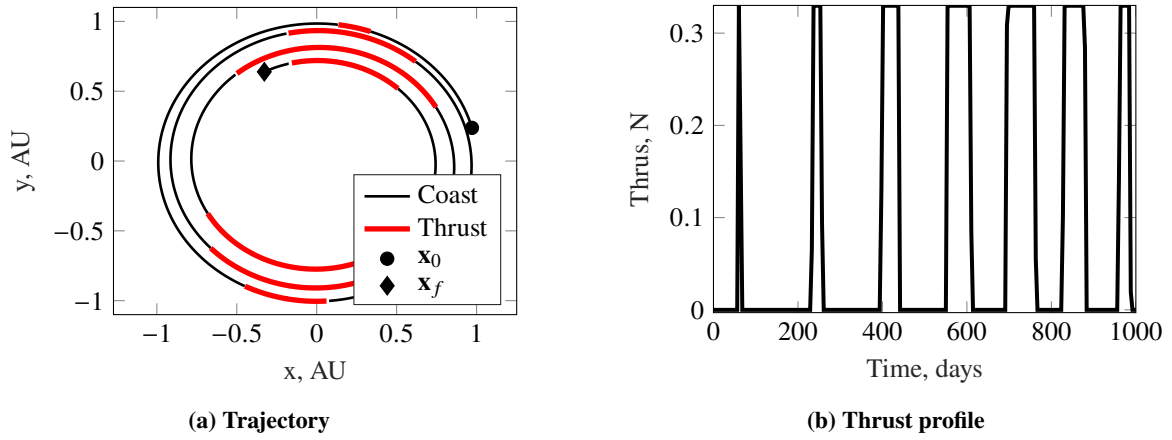 1
0.5
0
−0.5
−1
y, AU
−1
−0.5
0
0.5
1
x, AU
Coast
Thrust
x0
xf
(a) Trajectory
0.3
0.2
0.1
0
Thrus, N
0
200
400
600
800
1000
Time, days
(b) Thrust profile